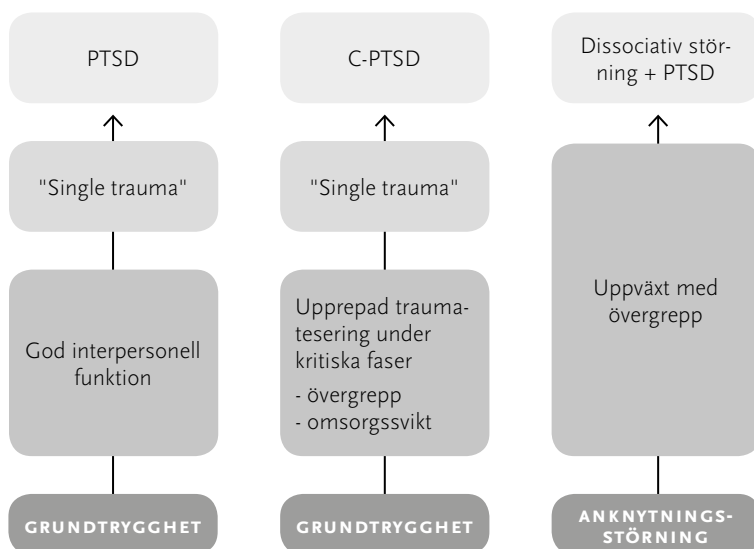 PTSD
"Single trauma"
God interpersonell
funktion
GRUNDTRYGGHET
C-PTSD
"Single trauma"
Upprepad trauma-
tesering under
kritiska faser
- övergrepp
- omsorgssvikt
GRUNDTRYGGHET
Dissociativ stör-
ning + PTSD
Uppväxt med
övergrepp
ANKNYTNINGS-
STÖRNING